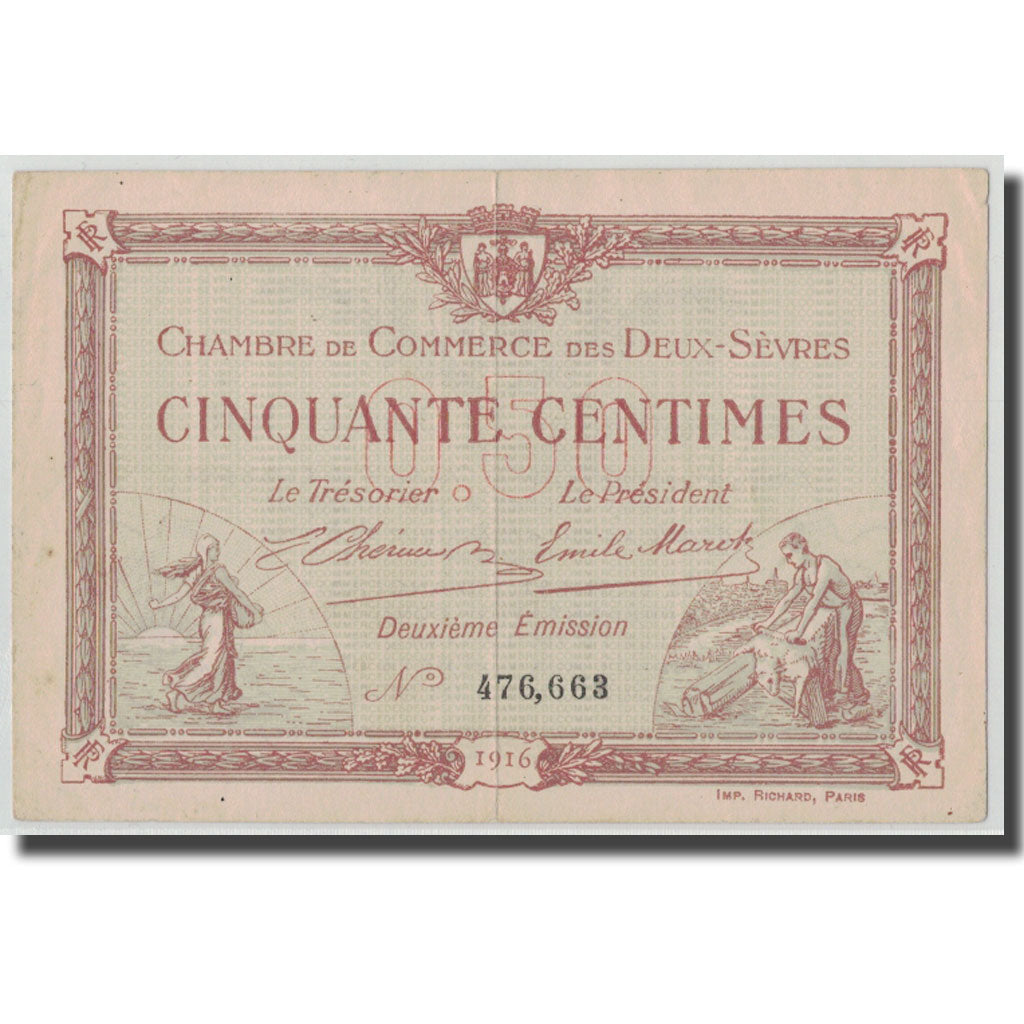 RF RF
CHAMBRE DE COMMERCE DES DEUX-SÈVRES
0,50
CINQUANTE CENTIMES
Le Trésorier Le Président
Emile Marot
Deuxième Émission
No 476,663
1916
RF RF
IMP. RICHARD, PARIS